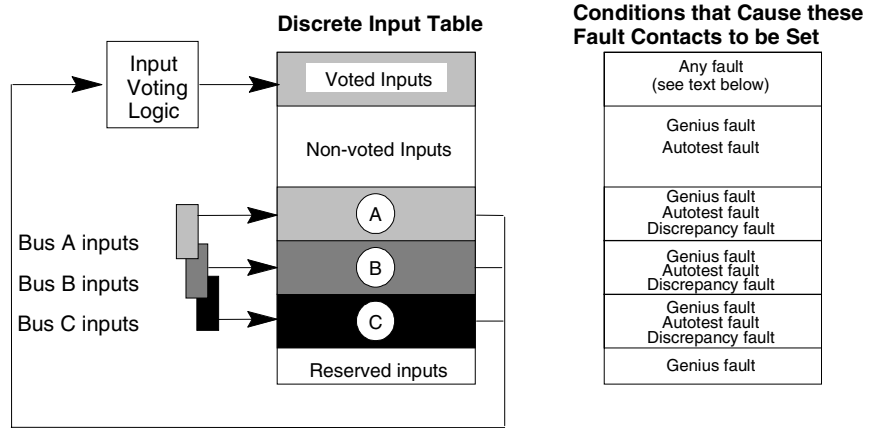 Discrete Input Table
Conditions that Cause these
Fault Contacts to be Set
Input
Voting
Logic
Voted Inputs
Any fault
(see text below)
Non-voted Inputs
Genius fault
Autotest fault
Bus A inputs
A
Genius fault
Autotest fault
Discrepancy fault
Bus B inputs
B
Genius fault
Autotest fault
Discrepancy fault
Bus C inputs
C
Genius fault
Autotest fault
Discrepancy fault
Reserved inputs
Genius fault